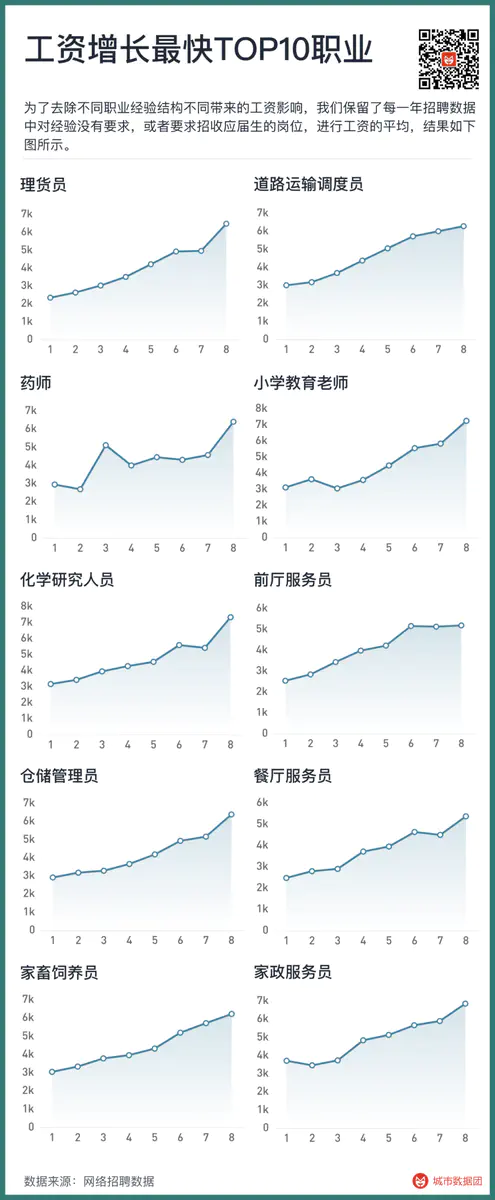 工资增长最快TOP10职业
为了去除不同职业经验结构不同带来的工资影响，我们保留了每一年招聘数据
中对经验没有要求，或者要求招收应届生的岗位，进行工资的平均，结果如下
图所示。
理货员
7k
6k
5k
4k
3k
2k
1k
0
1 2 3 4 5 6 7 8
道路运输调度员
7k
6k
5k
4k
3k
2k
1k
0
1 2 3 4 5 6 7 8
药师
7k
6k
5k
4k
3k
2k
1k
0
1 2 3 4 5 6 7 8
小学教育老师
8k
7k
6k
5k
4k
3k
2k
1k
0
1 2 3 4 5 6 7 8
化学研究人员
8k
7k
6k
5k
4k
3k
2k
1k
0
1 2 3 4 5 6 7 8
前厅服务员
6k
5k
4k
3k
2k
1k
0
1 2 3 4 5 6 7 8
仓储管理员
7k
6k
5k
4k
3k
2k
1k
0
1 2 3 4 5 6 7 8
餐厅服务员
6k
5k
4k
3k
2k
1k
0
1 2 3 4 5 6 7 8
家畜饲养员
7k
6k
5k
4k
3k
2k
1k
0
1 2 3 4 5 6 7 8
家政服务员
7k
6k
5k
4k
3k
2k
1k
0
1 2 3 4 5 6 7 8
数据来源：网络招聘数据
城市数据团